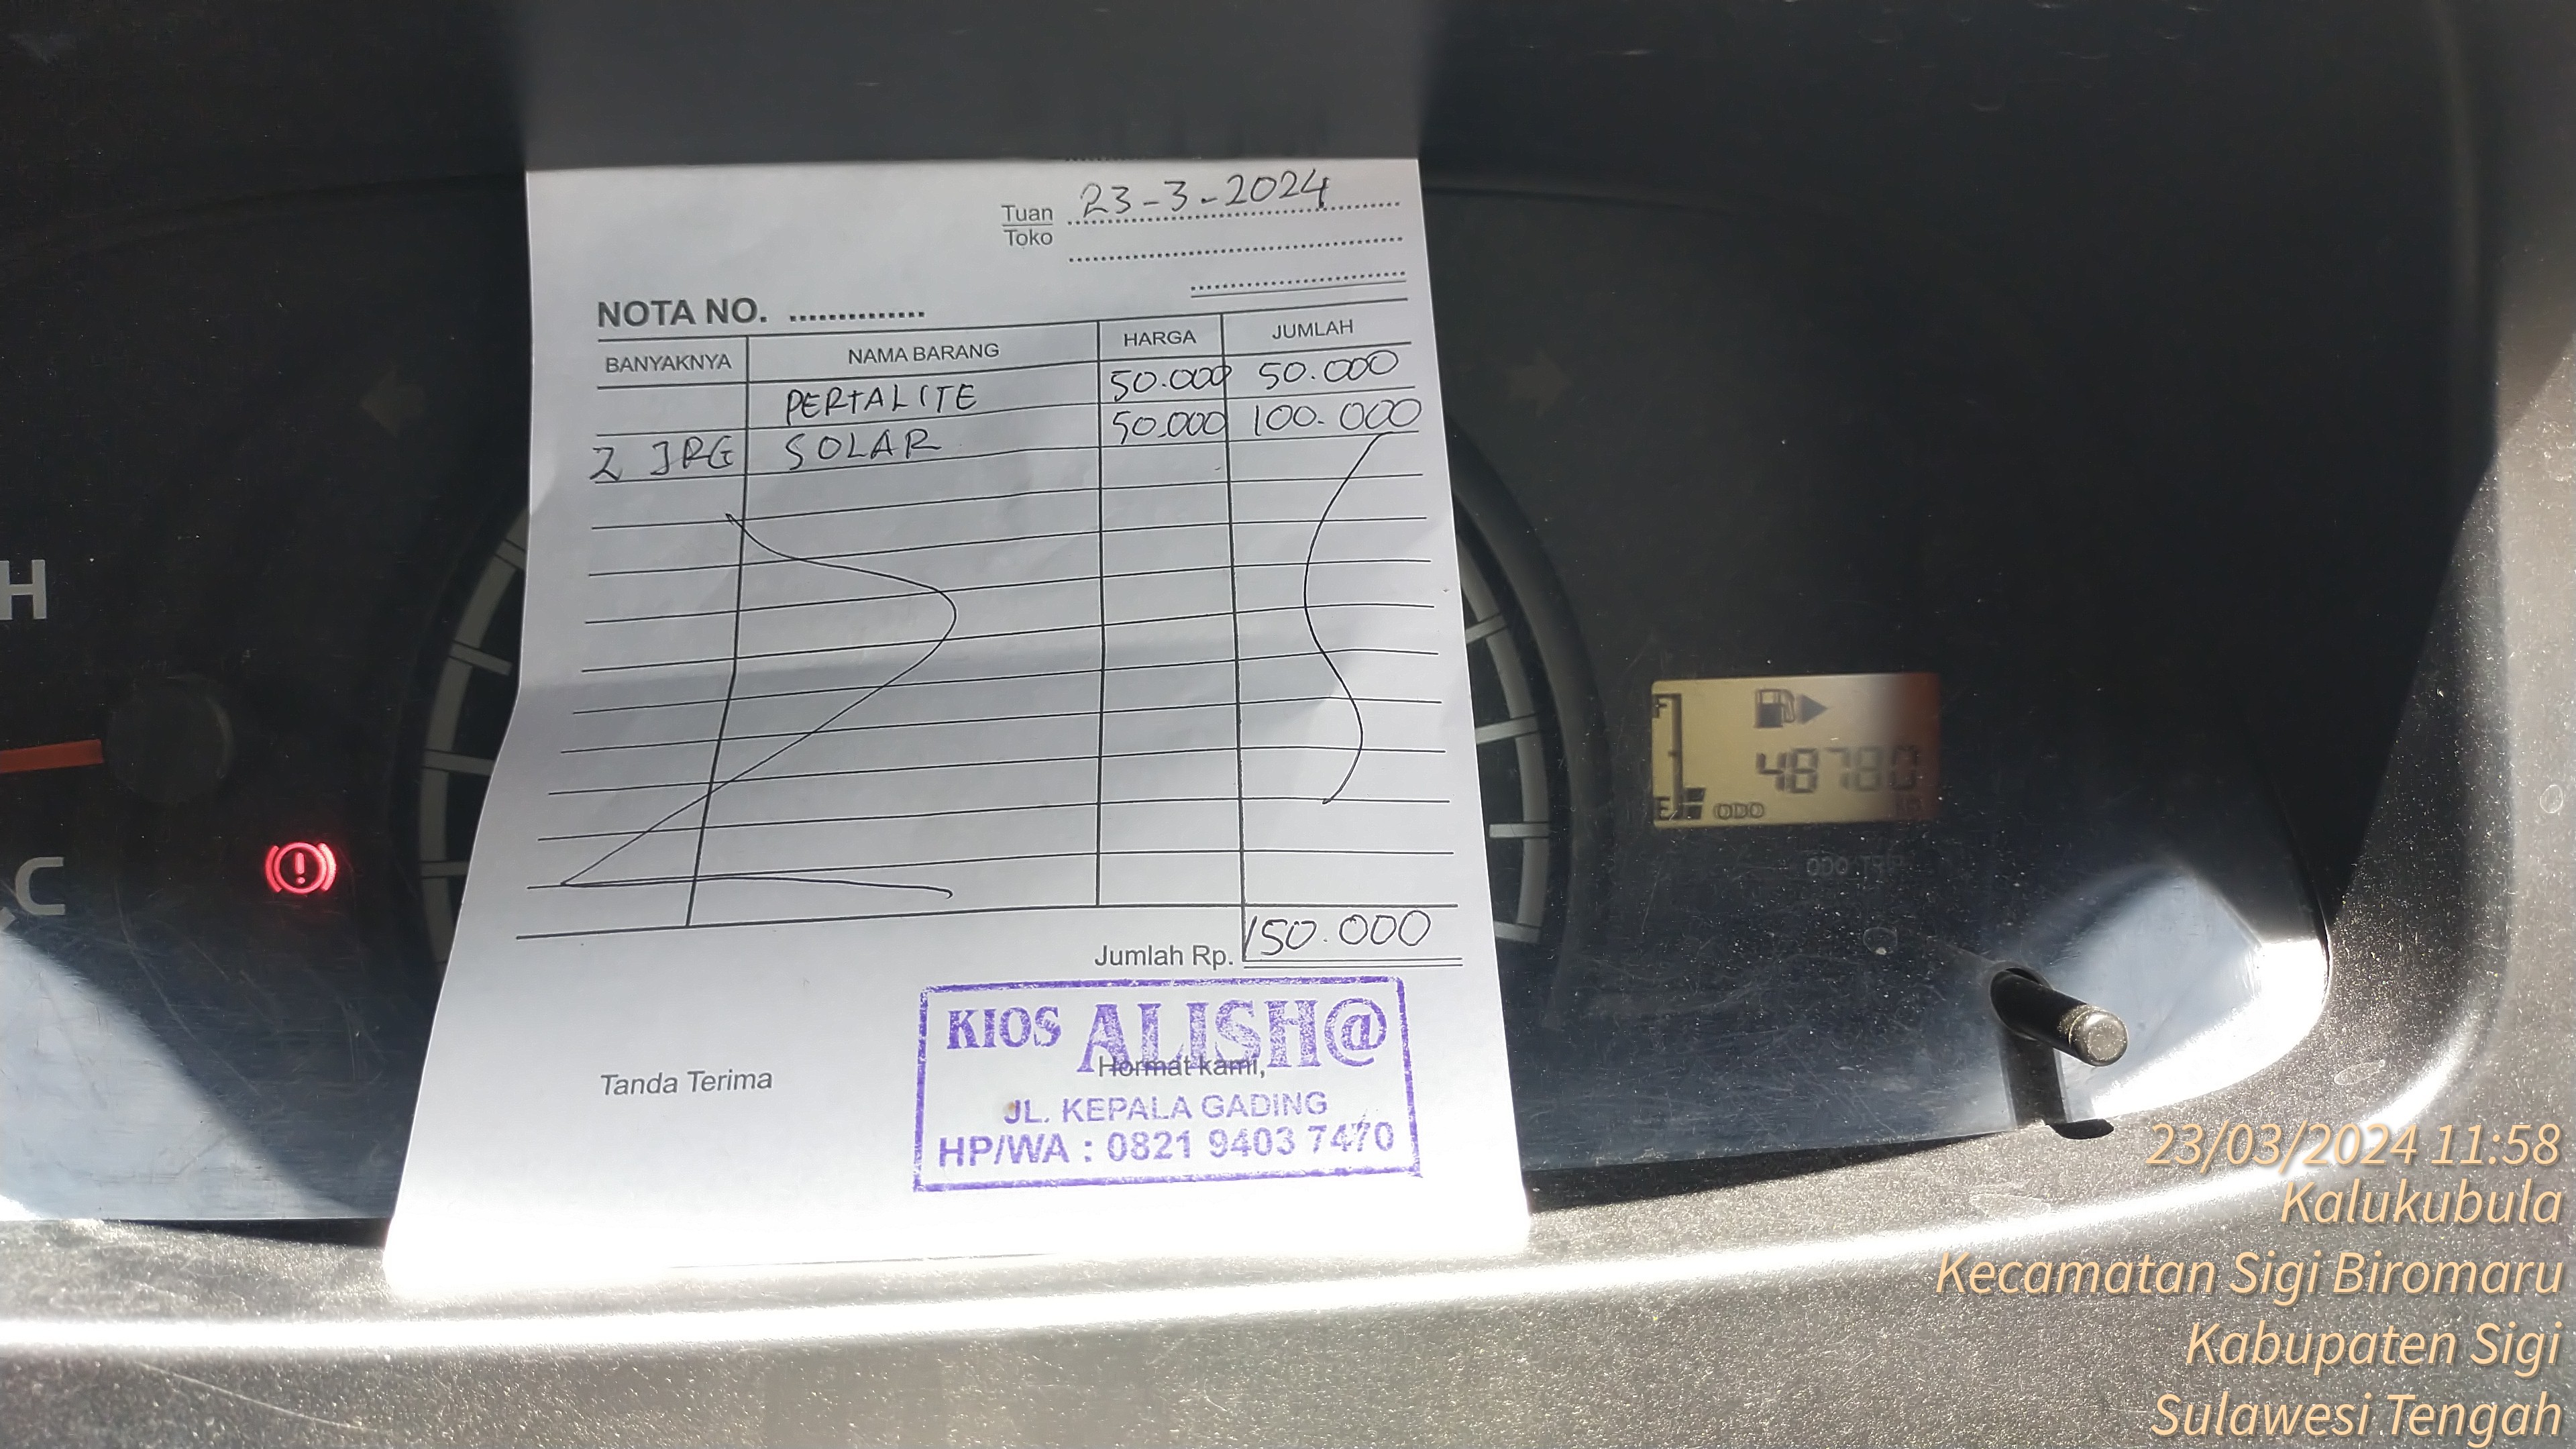 Tuan 23-3-2024
Toko
NOTA NO. ...............
BANYAKNYA NAMA BARANG HARGA JUMLAH
PERTALITE 50.000 50.000
2 JRG SOLAR 50.000 100.000
Jumlah Rp. 150.000
Tanda Terima
Hormat kami,
KIOS ALISH@
JL. KEPALA GADING
HP/WA : 0821 9403 7470
H
C
F
48780
E ODO
ODO TRIP
23/03/2024 11:58
Kalukubula
Kecamatan Sigi Biromaru
Kabupaten Sigi
Sulawesi Tengah